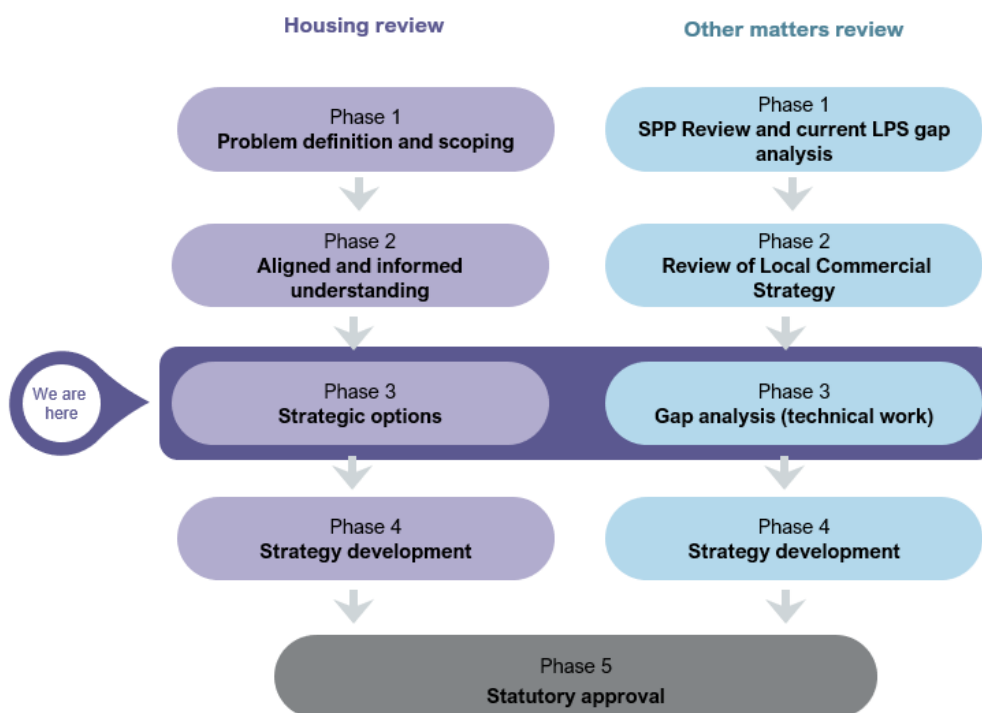 Housing review
Other matters review
Phase 1
Problem definition and scoping
Phase 1
SPP Review and current LPS gap
analysis
Phase 2
Aligned and informed
understanding
Phase 2
Review of Local Commercial
Strategy
We are
here
Phase 3
Strategic options
Phase 3
Gap analysis (technical work)
Phase 4
Strategy development
Phase 4
Strategy development
Phase 5
Statutory approval